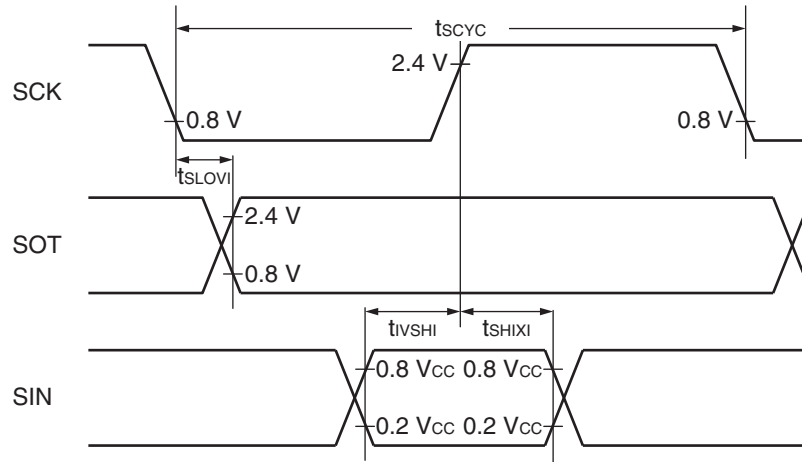 tSCYC
SCK
2.4 V
0.8 V
0.8 V
tSLOVI
SOT
2.4 V
0.8 V
tIVSHI
tSHIXI
SIN
0.8 VCC 0.8 VCC
0.2 VCC 0.2 VCC